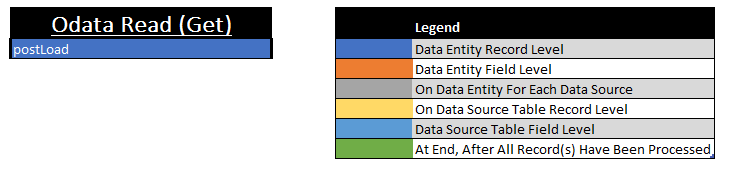 Odata Read (Get)
postLoad
Legend
Data Entity Record Level
Data Entity Field Level
On Data Entity For Each Data Source
On Data Source Table Record Level
Data Source Table Field Level
At End, After All Record(s) Have Been Processed